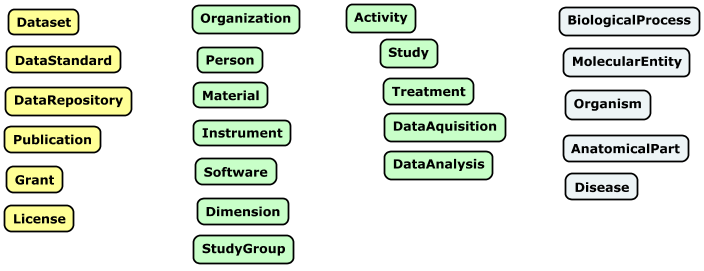 Dataset
DataStandard
DataRepository
Publication
Grant
License
Organization
Person
Material
Instrument
Software
Dimension
StudyGroup
Activity
Study
Treatment
DataAquisition
DataAnalysis
BiologicalProcess
MolecularEntity
Organism
AnatomicalPart
Disease